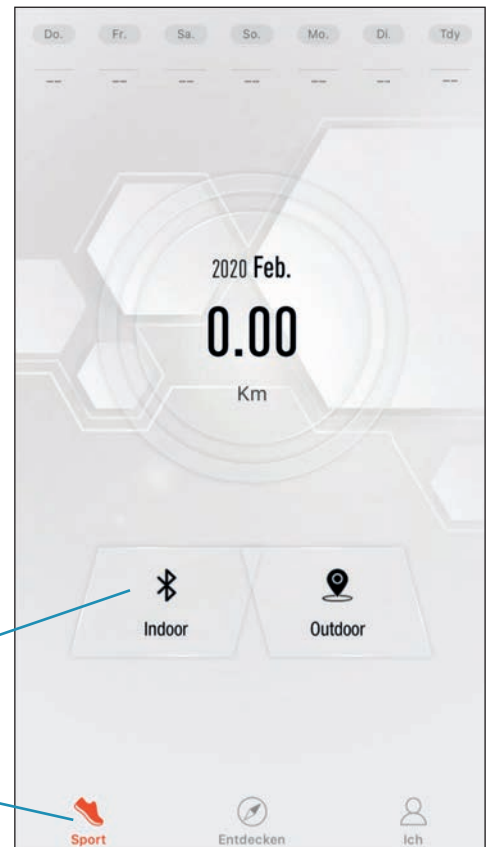 Do. Fr. Sa. So. Mo. Di. Tdy
--- --- --- --- --- --- ---
2020 Feb.
0.00
Km
Indoor Outdoor
Sport Entdecken Ich